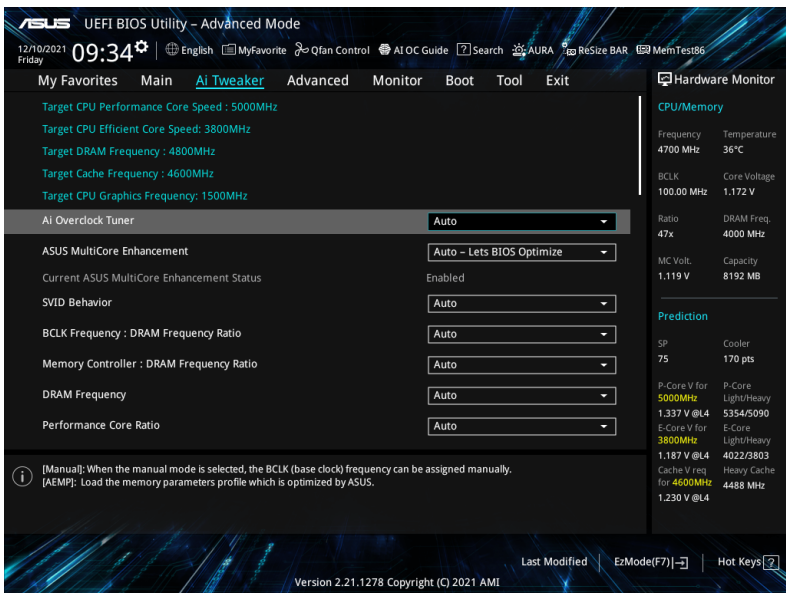 ASUS UEFI BIOS Utility – Advanced Mode
12/10/2021 Friday 09:34 English MyFavorite Qfan Control AI OC Guide ? Search AURA ReSize BAR MemTest86
My Favorites Main Ai Tweaker Advanced Monitor Boot Tool Exit
Target CPU Performance Core Speed : 5000MHz
Target CPU Efficient Core Speed: 3800MHz
Target DRAM Frequency : 4800MHz
Target Cache Frequency : 4600MHz
Target CPU Graphics Frequency: 1500MHz
Ai Overclock Tuner Auto
ASUS MultiCore Enhancement Auto – Lets BIOS Optimize
Current ASUS MultiCore Enhancement Status Enabled
SVID Behavior Auto
BCLK Frequency : DRAM Frequency Ratio Auto
Memory Controller : DRAM Frequency Ratio Auto
DRAM Frequency Auto
Performance Core Ratio Auto
[Manual]: When the manual mode is selected, the BCLK (base clock) frequency can be assigned manually.
[AEMP]: Load the memory parameters profile which is optimized by ASUS.
Hardware Monitor
CPU/Memory
Frequency Temperature
4700 MHz 36°C
BCLK Core Voltage
100.00 MHz 1.172 V
Ratio DRAM Freq.
47x 4000 MHz
MC Volt. Capacity
1.119 V 8192 MB
Prediction
SP Cooler
75 170 pts
P-Core V for P-Core
5000MHz Light/Heavy
1.337 V @L4 5354/5090
E-Core V for E-Core
3800MHz Light/Heavy
1.187 V @L4 4022/3803
Cache V req Heavy Cache
for 4600MHz 4488 MHz
1.230 V @L4
Last Modified EzMode(F7) Hot Keys ?
Version 2.21.1278 Copyright (C) 2021 AMI